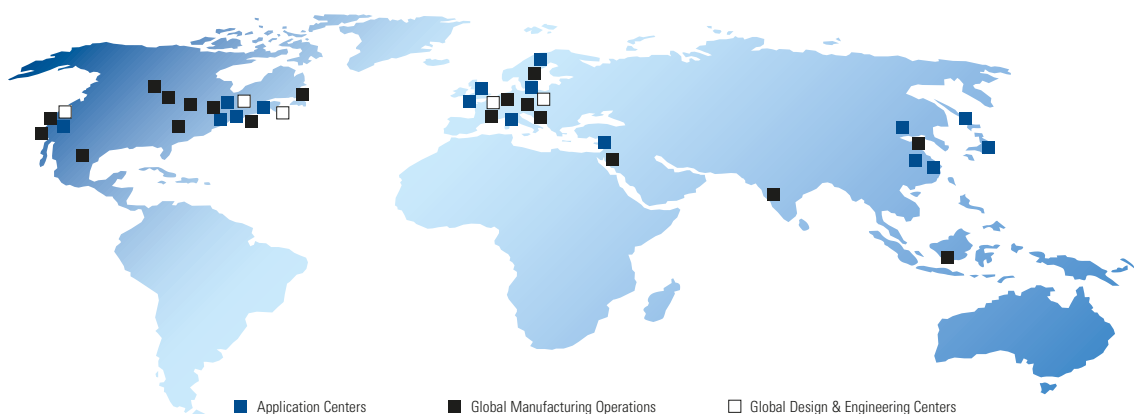 Application Centers
Global Manufacturing Operations
Global Design & Engineering Centers